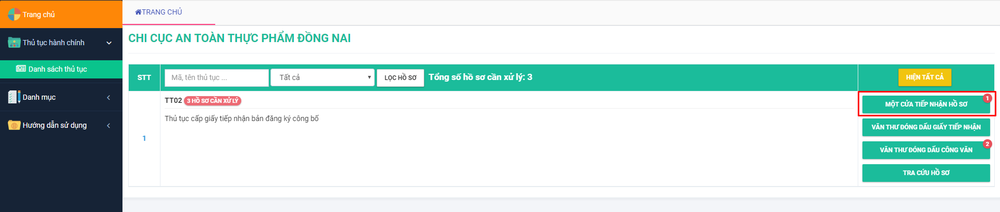 Trang chủ
Thủ tục hành chính
Danh sách thủ tục
Danh mục
Hướng dẫn sử dụng
TRANG CHỦ
CHI CỤC AN TOÀN THỰC PHẨM ĐỒNG NAI
STT
Mã, tên thủ tục ...
Tất cả
LỌC HỒ SƠ
Tổng số hồ sơ cần xử lý: 3
HIỆN TẤT CẢ
1
TT02 3 HỒ SƠ CẦN XỬ LÝ
Thủ tục cấp giấy tiếp nhận bản đăng ký công bố
MỘT CỬA TIẾP NHẬN HỒ SƠ 1
VĂN THƯ ĐÓNG DẤU GIẤY TIẾP NHẬN
VĂN THƯ ĐÓNG DẤU CÔNG VĂN 2
TRA CỨU HỒ SƠ